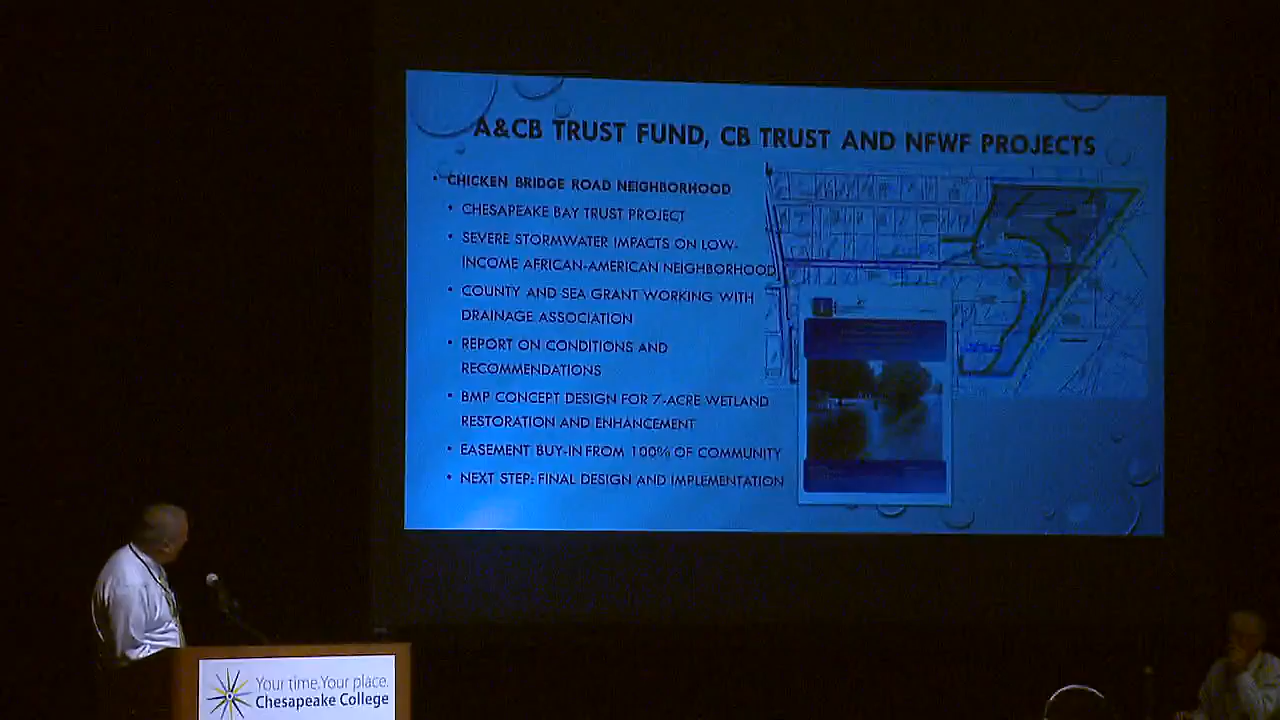 A&CB TRUST FUND, CB TRUST AND NFWF PROJECTS
• CHICKEN BRIDGE ROAD NEIGHBORHOOD
• CHESAPEAKE BAY TRUST PROJECT
• SEVERE STORMWATER IMPACTS ON LOW-
INCOME AFRICAN-AMERICAN NEIGHBORHOOD
• COUNTY AND SEA GRANT WORKING WITH
DRAINAGE ASSOCIATION
• REPORT ON CONDITIONS AND
RECOMMENDATIONS
• BMP CONCEPT DESIGN FOR 7-ACRE WETLAND
RESTORATION AND ENHANCEMENT
• EASEMENT BUY-IN FROM 100% OF COMMUNITY
• NEXT STEP: FINAL DESIGN AND IMPLEMENTATION
Your time. Your place.
Chesapeake College